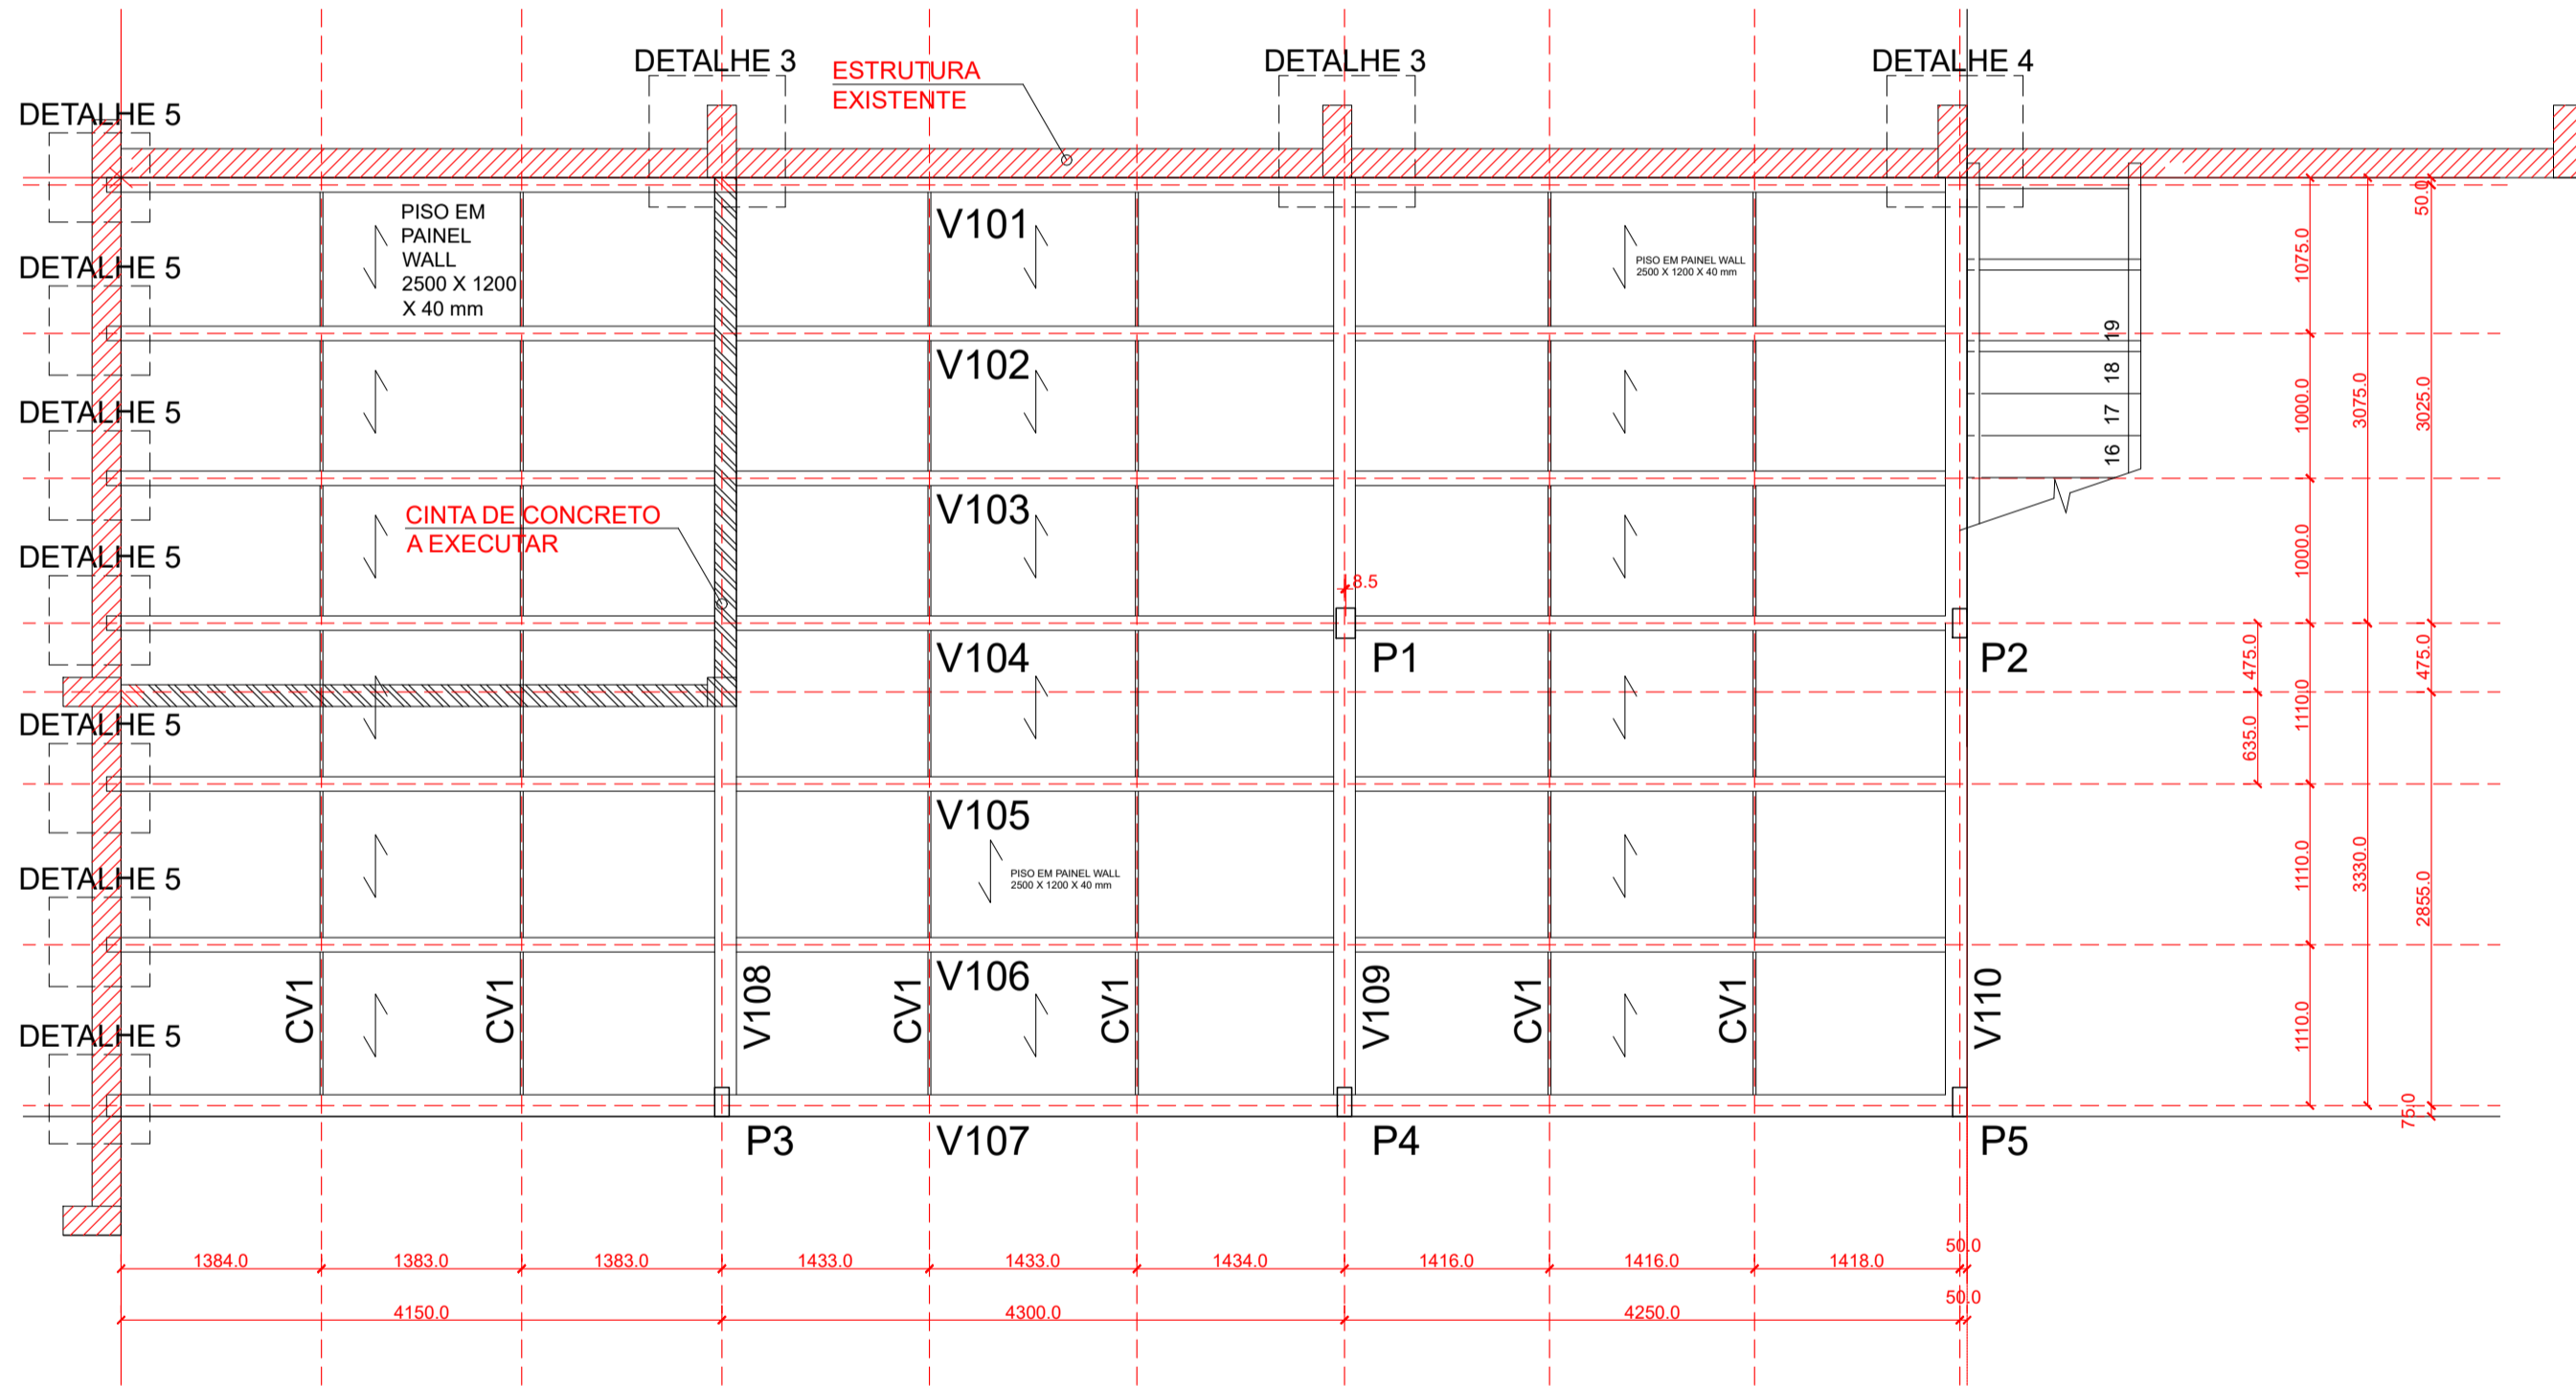 DETALHE 3
DETALHE 3
DETALHE 4
ESTRUTURA
EXISTENTE
DETALHE 5
PISO EM
PAINEL
WALL
2500 X 1200
X 40 mm
V101
PISO EM PAINEL WALL
2500 X 1200 X 40 mm
50.0
1075.0
DETALHE 5
V102
19
18
17
16
1000.0
3075.0
3025.0
DETALHE 5
CINTA DE CONCRETO
A EXECUTAR
V103
1000.0
DETALHE 5
8.5
V104
P1
P2
475.0
475.0
1110.0
635.0
DETALHE 5
V105
PISO EM PAINEL WALL
2500 X 1200 X 40 mm
1110.0
3330.0
2855.0
DETALHE 5
V106
CV1
CV1
V108
CV1
CV1
V109
CV1
CV1
V110
1110.0
DETALHE 5
75.0
P3
V107
P4
P5
1384.0
1383.0
1383.0
1433.0
1433.0
1434.0
1416.0
1416.0
1418.0
50.0
4150.0
4300.0
4250.0
50.0